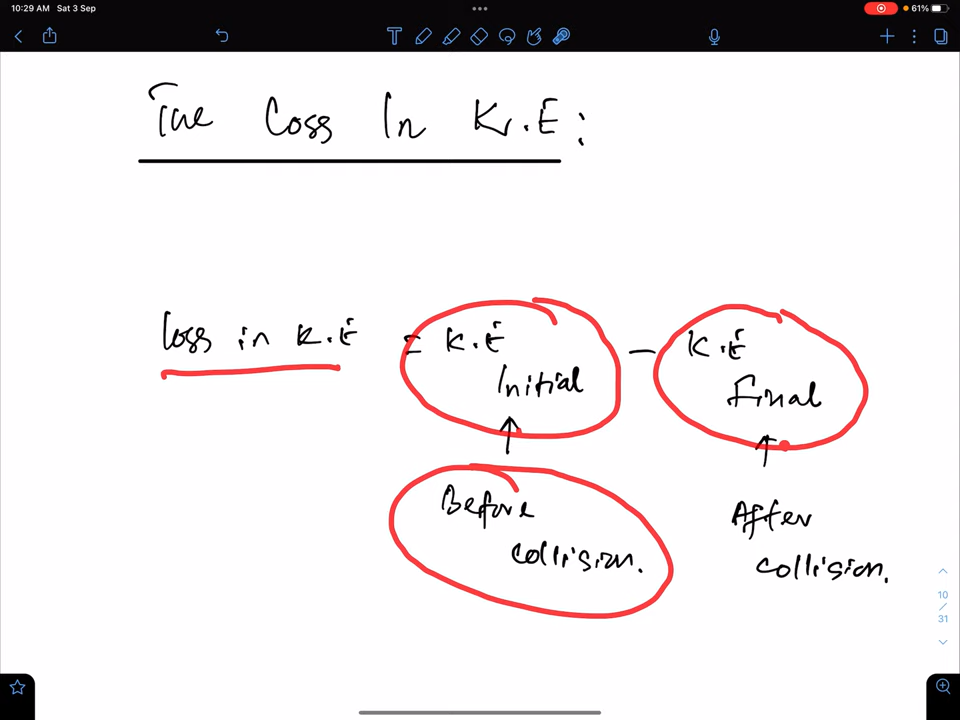 10:29 AM Sat 3 Sep
61%
The Loss In K.E:
loss in K.E = K.E Initial − K.E Final
Before collision.
After collision.
10
/
31